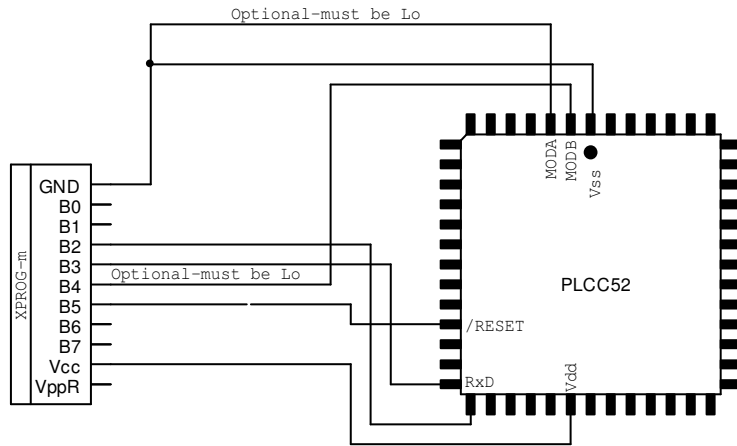 Optional-must be Lo
XPROG-m
GND
B0
B1
B2
B3
B4
B5
B6
B7
Vcc
VppR
Optional-must be Lo
MODA
MODB
Vss
PLCC52
/RESET
RxD
Vdd